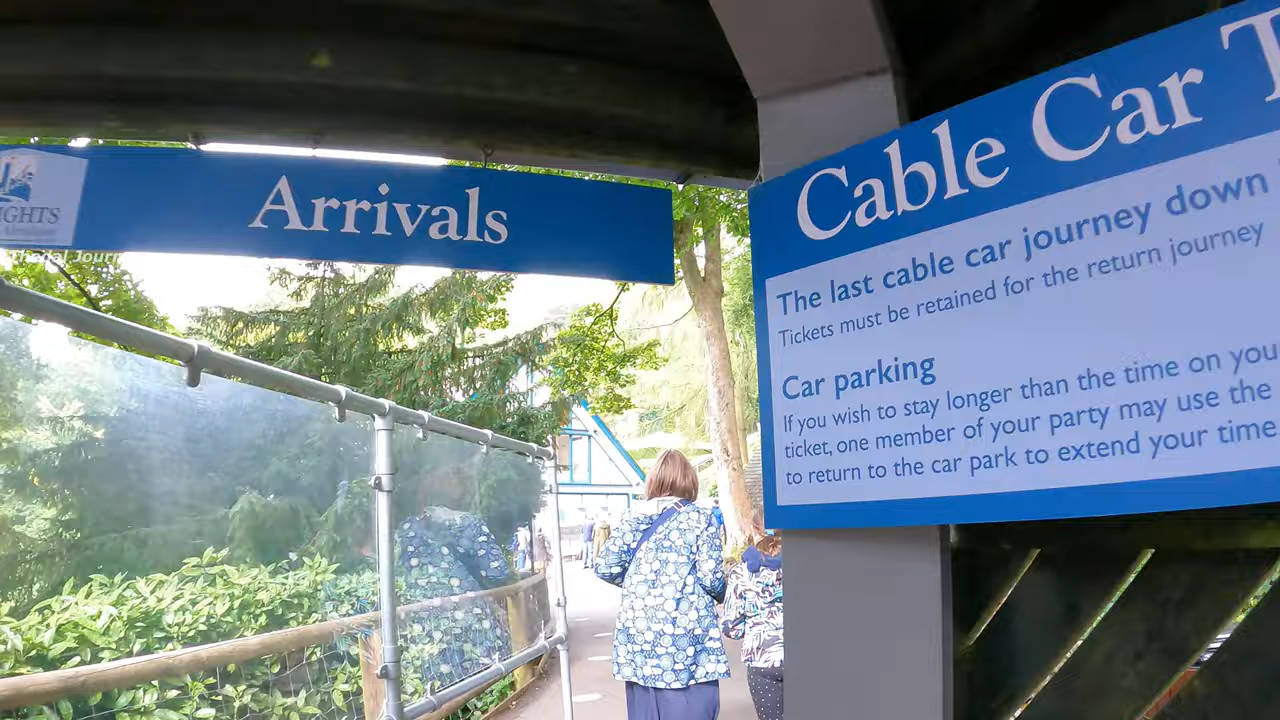 Arrivals
IGHTS
Cable Car T
The last cable car journey down
Tickets must be retained for the return journey
Car parking
If you wish to stay longer than the time on you
ticket, one member of your party may use the
to return to the car park to extend your time